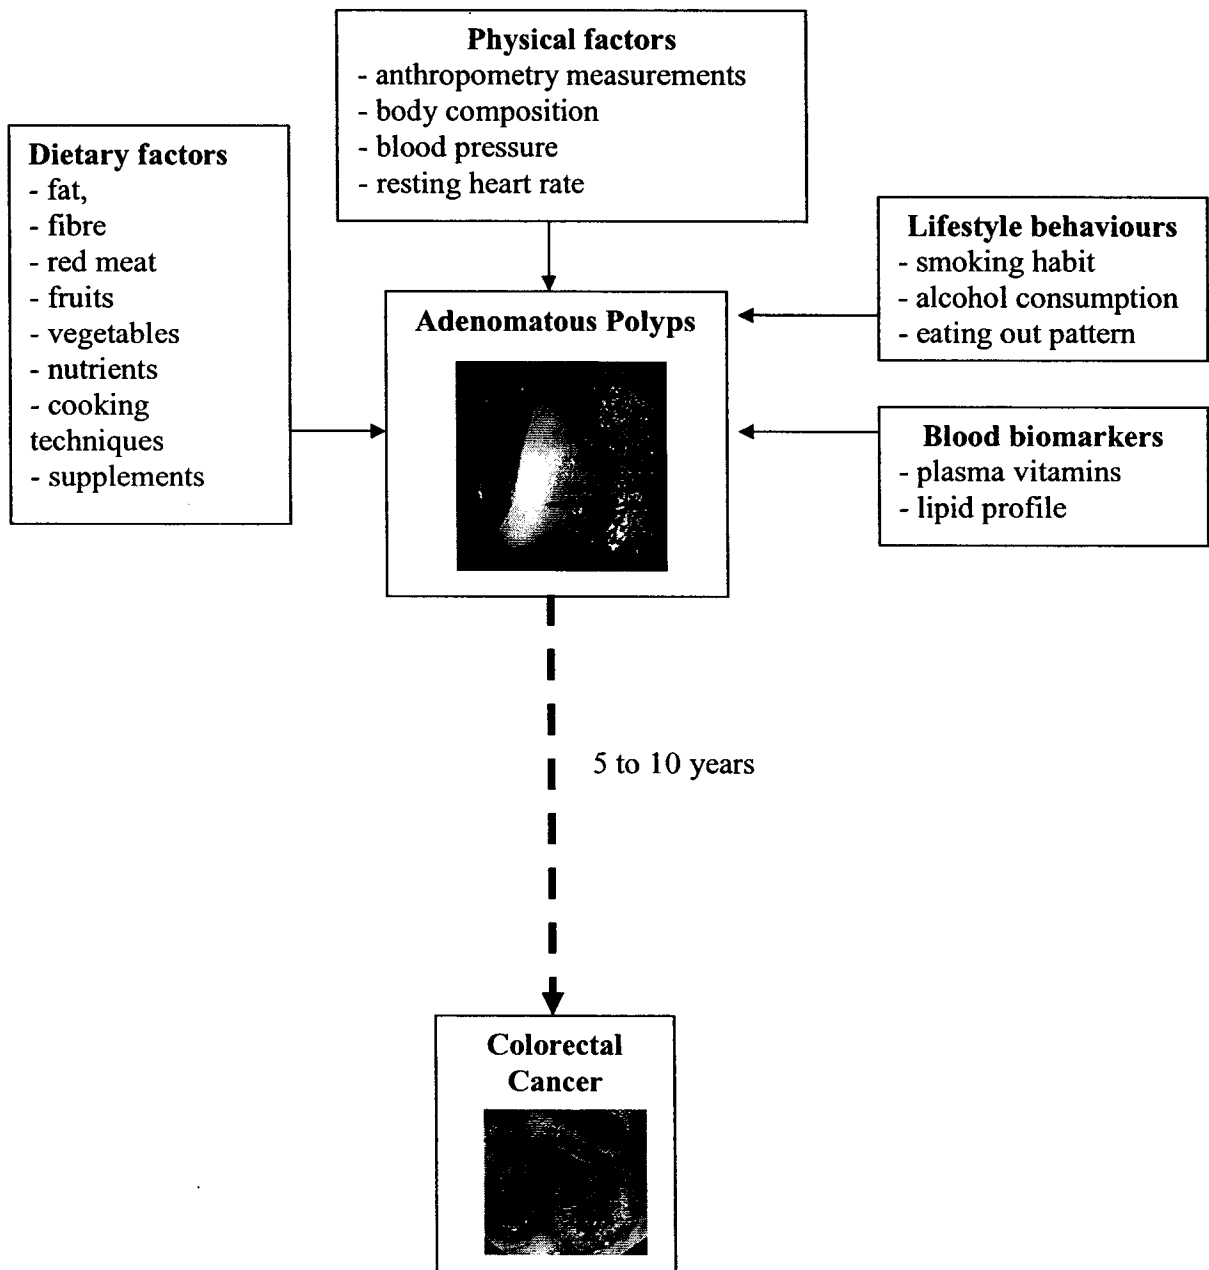 Physical factors
- anthropometry measurements
- body composition
- blood pressure
- resting heart rate
Dietary factors
- fat,
- fibre
- red meat
- fruits
- vegetables
- nutrients
- cooking
techniques
- supplements
Lifestyle behaviours
- smoking habit
- alcohol consumption
- eating out pattern
Adenomatous Polyps
Blood biomarkers
- plasma vitamins
- lipid profile
5 to 10 years
Colorectal
Cancer